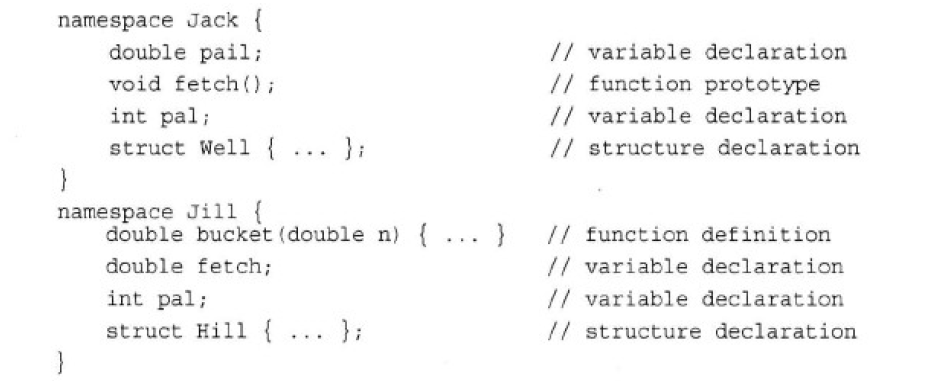 namespace Jack {
    double pail;                        // variable declaration
    void fetch();                       // function prototype
    int pal;                            // variable declaration
    struct Well { ... };                // structure declaration
}
namespace Jill {
    double bucket(double n) { ... }     // function definition
    double fetch;                       // variable declaration
    int pal;                            // variable declaration
    struct Hill { ... };                // structure declaration
}